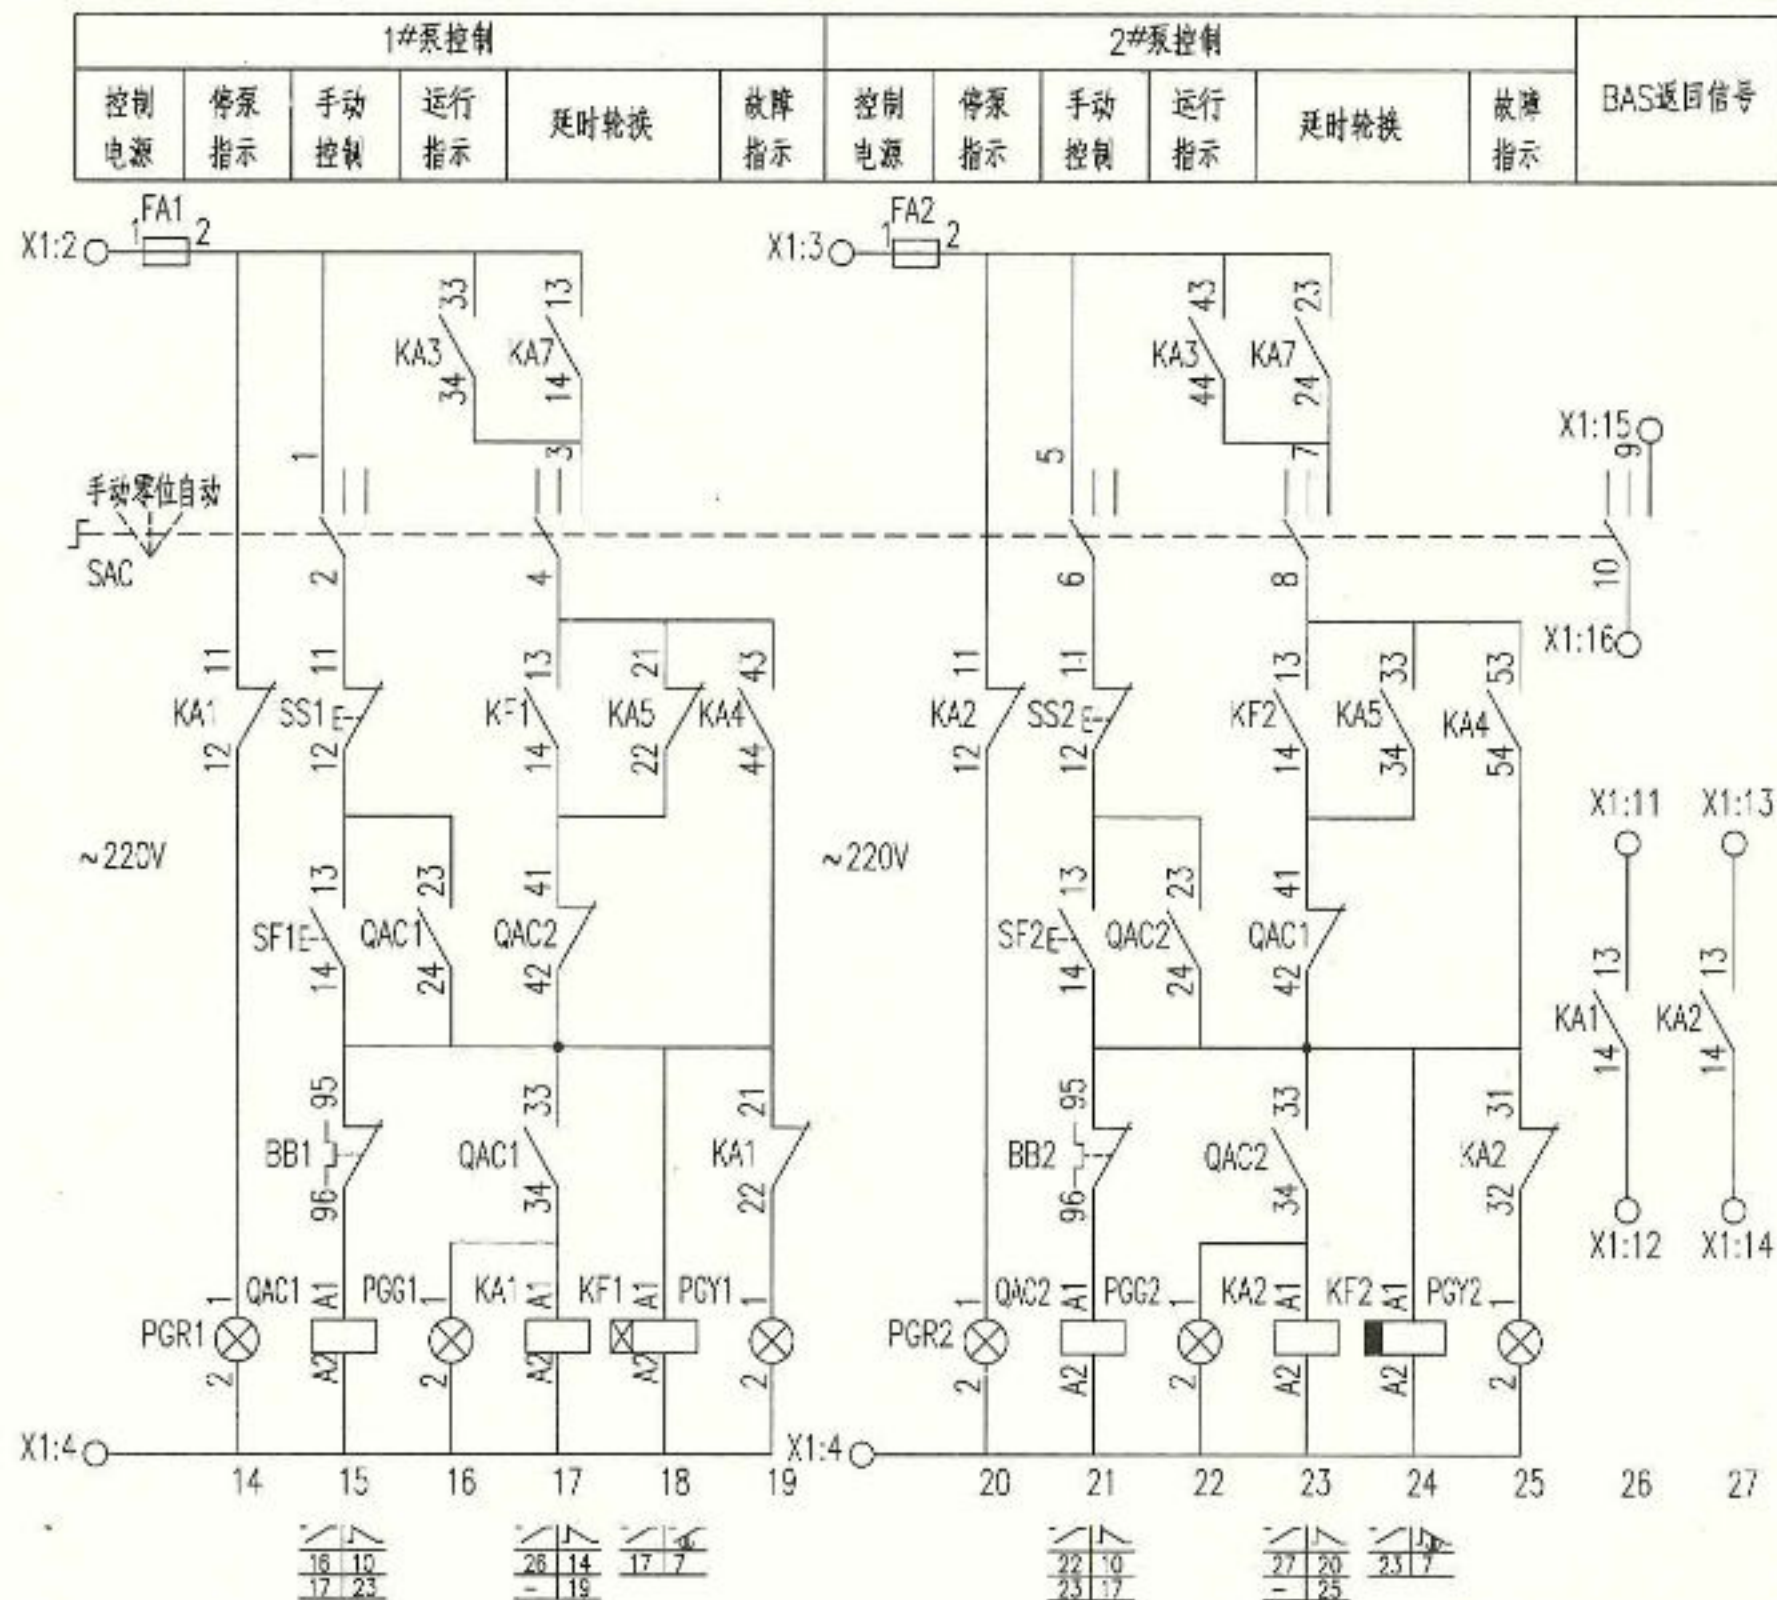 1#泵控制
2#泵控制
BAS返回信号
控制电源
停泵指示
手动控制
运行指示
延时轮换
故障指示
控制电源
停泵指示
手动控制
运行指示
延时轮换
故障指示
FA1
FA2
X1:2 1 2
X1:3 1 2
33 13 43 23
KA3 KA7 KA3 KA7
34 14 44 24
X1:15
1 3 5 7 9
手动零位自动
SAC
2 4 6 8 10
X1:16
11 11 13 21 43 11 11 13 33 53
KA1 SS1 E KF1 KA5 KA4 KA2 SS2 E KF2 KA5 KA4
12 12 14 22 44 12 12 14 34 54
X1:11 X1:13
~220V ~220V
13 23 41 13 23 41
SF1E QAC1 QAC2 SF2E QAC2 QAC1
14 24 42 14 24 42
13 13
KA1 KA2
14 14
95 33 21 95 33 31
BB1 QAC1 KA1 BB2 QAC2 KA2
96 34 22 96 34 32
X1:12 X1:14
QAC1 A1 PGG1 1 KA1 A1 KF1 A1 PGY1 1 QAC2 A1 PGG2 1 KA2 A1 KF2 A1 PGY2 1
PGR1 1 PGR2 1
2 A2 2 A2 A2 2 2 A2 2 A2 A2 2
X1:4 X1:4
14 15 16 17 18 19 20 21 22 23 24 25 26 27
16 10 26 14 17 7 22 10 27 20 23 7
17 23 - 19 23 17 - 25